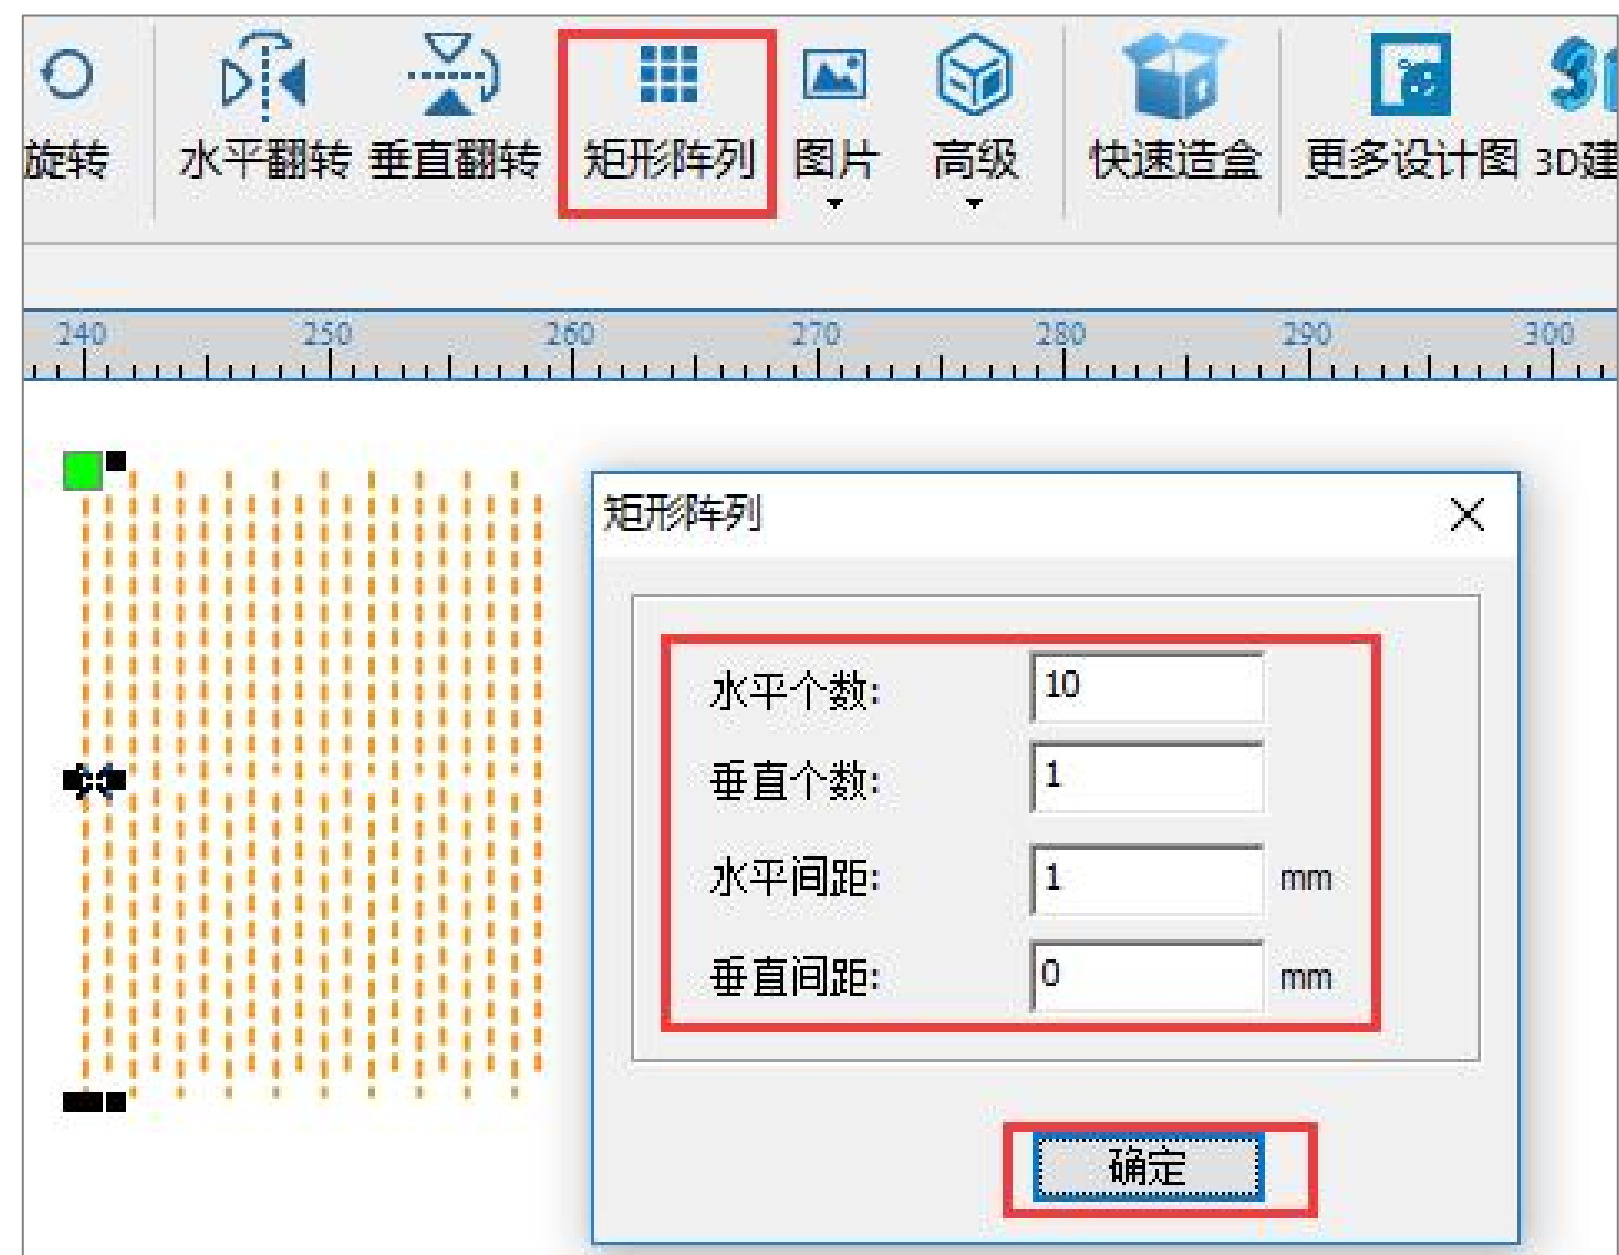 旋转 水平翻转 垂直翻转 矩形阵列 图片 高级 快速造盒 更多设计图 3D建
240 250 260 270 280 290 300
矩形阵列
水平个数: 10
垂直个数: 1
水平间距: 1 mm
垂直间距: 0 mm
确定